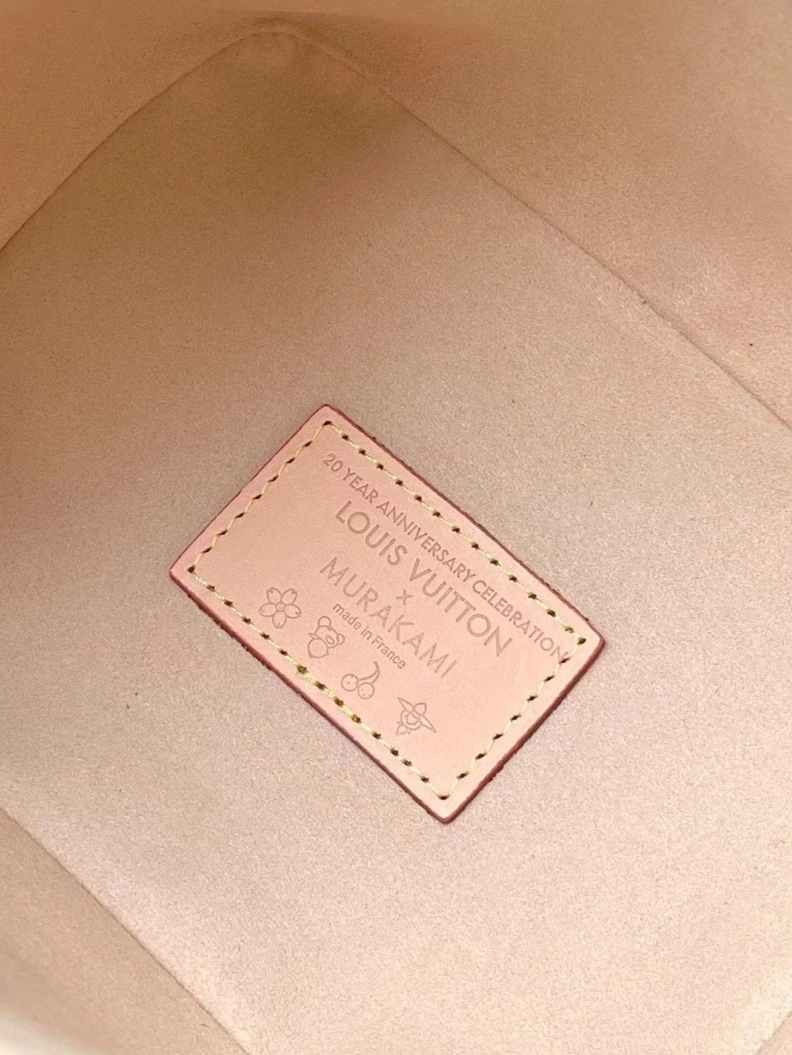 20 YEAR ANNIVERSARY CELEBRATION
LOUIS VUITTON
x
MURAKAMI
made in France